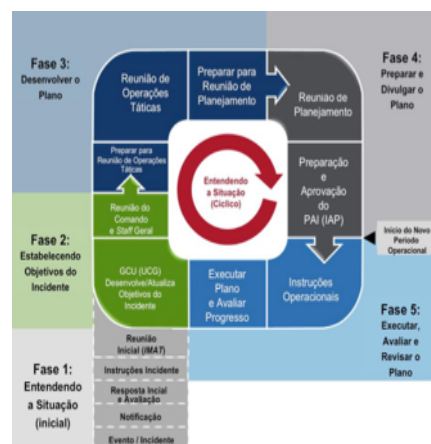 Fase 3:
Desenvolver o
Plano
Reunião de
Operações
Táticas
Preparar para
Reunião de
Planejamento
Reunião de
Planejamento
Fase 4:
Preparar e
Divulgar o
Plano
Preparar para
Reunião de Operações
Táticas
Entendendo
a Situação
(Cíclico)
Preparação
e
Aprovação
do
PAI (IAP)
Fase 2:
Estabelecendo
Objetivos do
Incidente
Reunião do
Comando
e Staff Geral
GCU (UCG)
Desenvolve/Atualiza
Objetivos do
Incidente
Executar
Plano
e Avaliar
Progresso
Instruções
Operacionais
Início do Novo
Período
Operacional
Fase 5:
Executar,
Avaliar e
Revisar o
Plano
Fase 1:
Entendendo
a Situação
(inicial)
Reunião
Inicial (IMAT)
Instruções Incidente
Resposta Incial
e Avaliação
Notificação
Evento / Incidente